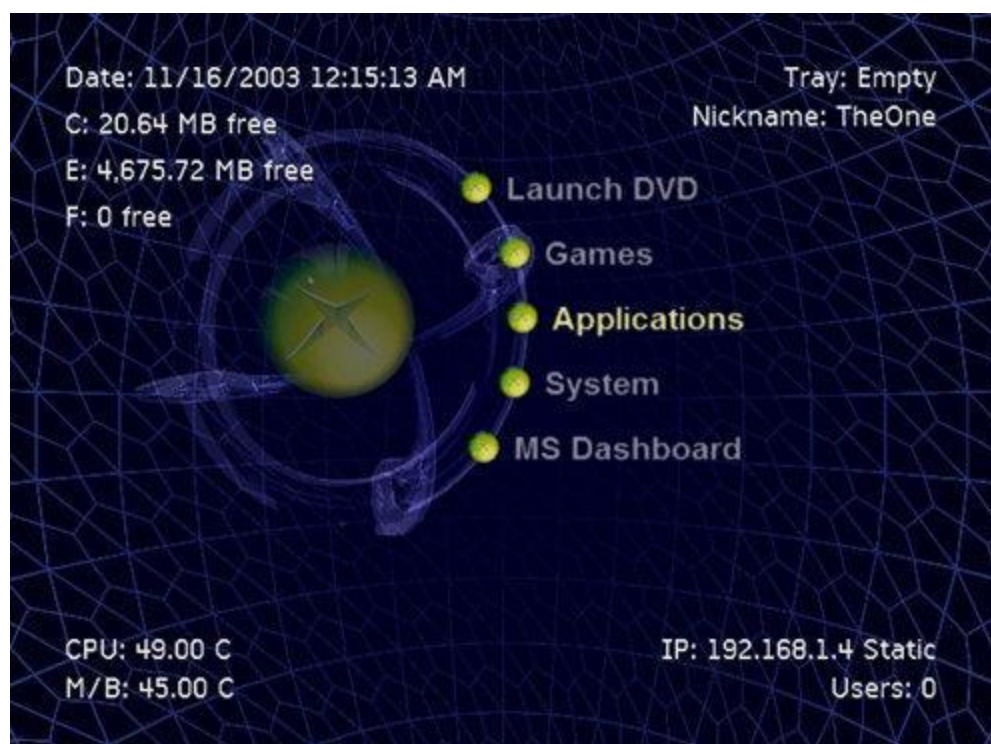 Date: 11/16/2003 12:15:13 AM
Tray: Empty
C: 20.64 MB free
Nickname: TheOne
E: 4,675.72 MB free
F: 0 free
Launch DVD
Games
Applications
System
MS Dashboard
CPU: 49.00 C
M/B: 45.00 C
IP: 192.168.1.4 Static
Users: 0